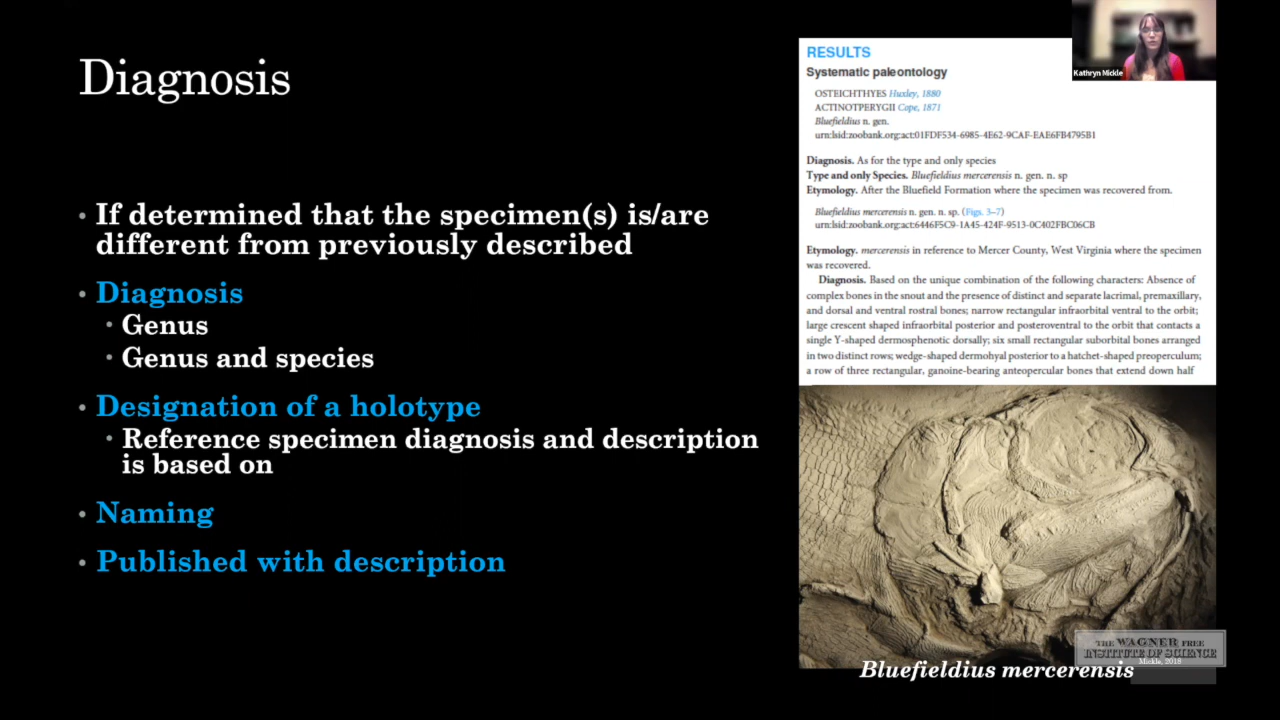 Diagnosis
• If determined that the specimen(s) is/are
different from previously described
• Diagnosis
• Genus
• Genus and species
• Designation of a holotype
• Reference specimen diagnosis and description
is based on
• Naming
• Published with description
RESULTS
Systematic paleontology
OSTEICHTHYES Huxley, 1880
ACTINOTPERYGII Cope, 1871
Bluefieldius n. gen.
urn:lsid:zoobank.org:act:01FDF534-6985-4E62-9CAF-EAE6FB4795B1
Diagnosis. As for the type and only species
Type and only Species. Bluefieldius mercerensis n. gen. n. sp
Etymology. After the Bluefield Formation where the specimen was recovered from.
Bluefieldius mercerensis n. gen. n. sp. (Figs. 3–7)
urn:lsid:zoobank.org:act:6446F5C9-1A45-424F-9513-0C402FBC06CB
Etymology. mercerensis in reference to Mercer County, West Virginia where the specimen
was recovered.
Diagnosis. Based on the unique combination of the following characters: Absence of
complex bones in the snout and the presence of distinct and separate lacrimal, premaxillary,
and dorsal and ventral rostral bones; narrow rectangular infraorbital ventral to the orbit;
large crescent shaped infraorbital posterior and posteroventral to the orbit that contacts a
single Y-shaped dermosphenotic dorsally; six small rectangular suborbital bones arranged
in two distinct rows; wedge-shaped dermohyal posterior to a hatchet-shaped preoperculum;
a row of three rectangular, ganoine-bearing anteopercular bones that extend down half
Kathryn Mickle
THE WAGNER FREE
INSTITUTE OF SCIENCE
Mickle, 2018
Bluefieldius mercerensis